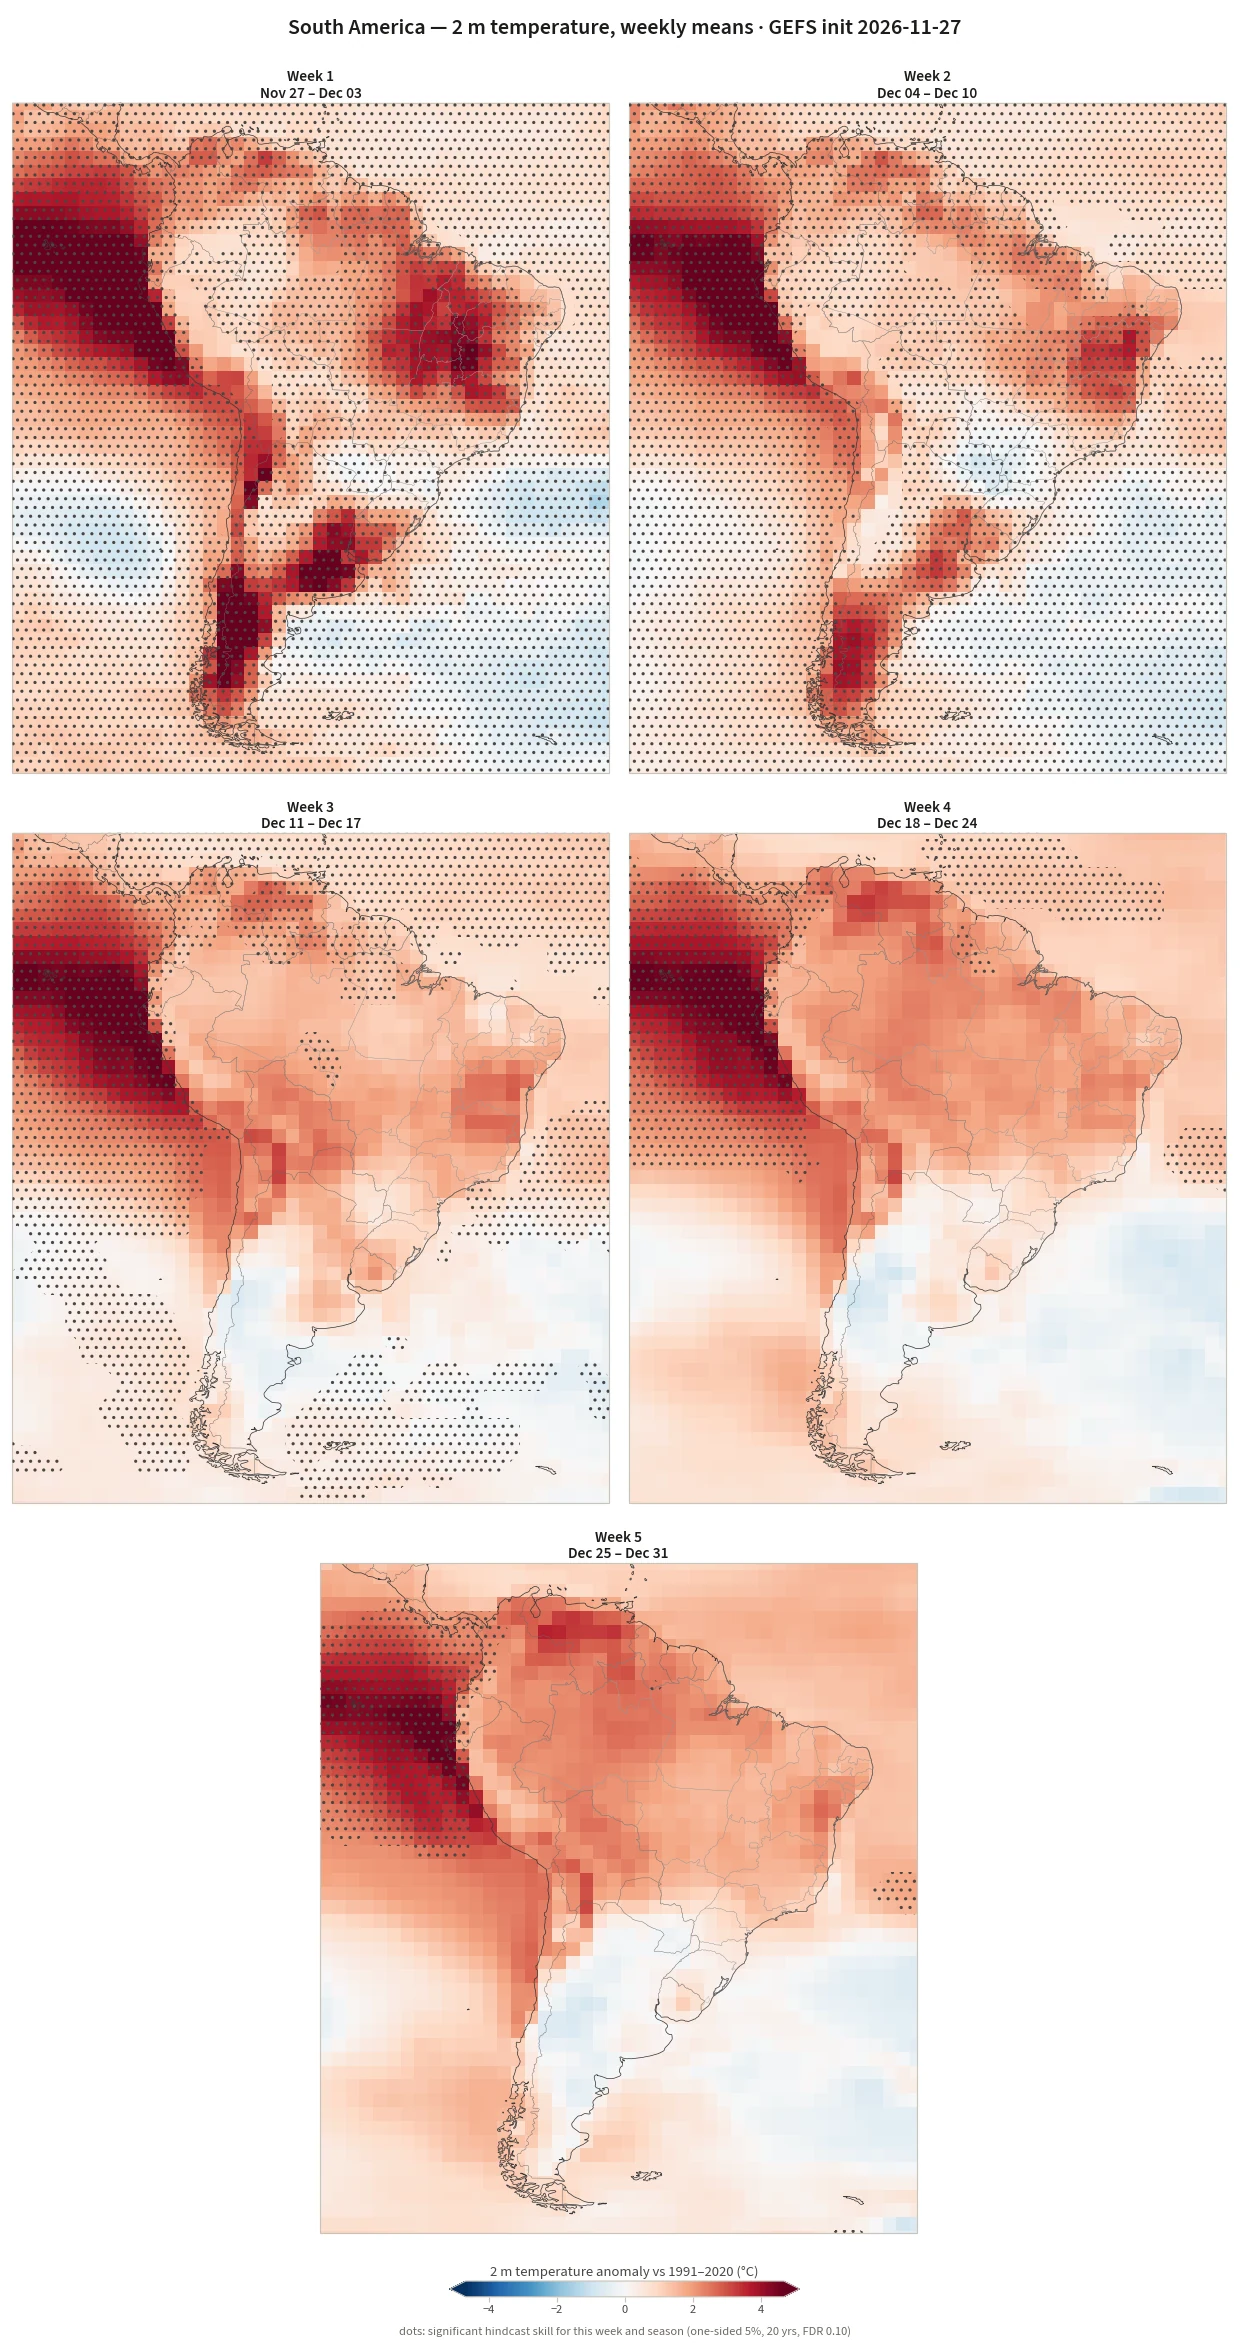 South America — 2 m temperature, weekly means · GEFS init 2026-11-27
Week 1
Nov 27 – Dec 03
Week 2
Dec 04 – Dec 10
Week 3
Dec 11 – Dec 17
Week 4
Dec 18 – Dec 24
Week 5
Dec 25 – Dec 31
2 m temperature anomaly vs 1991–2020 (°C)
−4 −2 0 2 4
dots: significant hindcast skill for this week and season (one-sided 5%, 20 yrs, FDR 0.10)